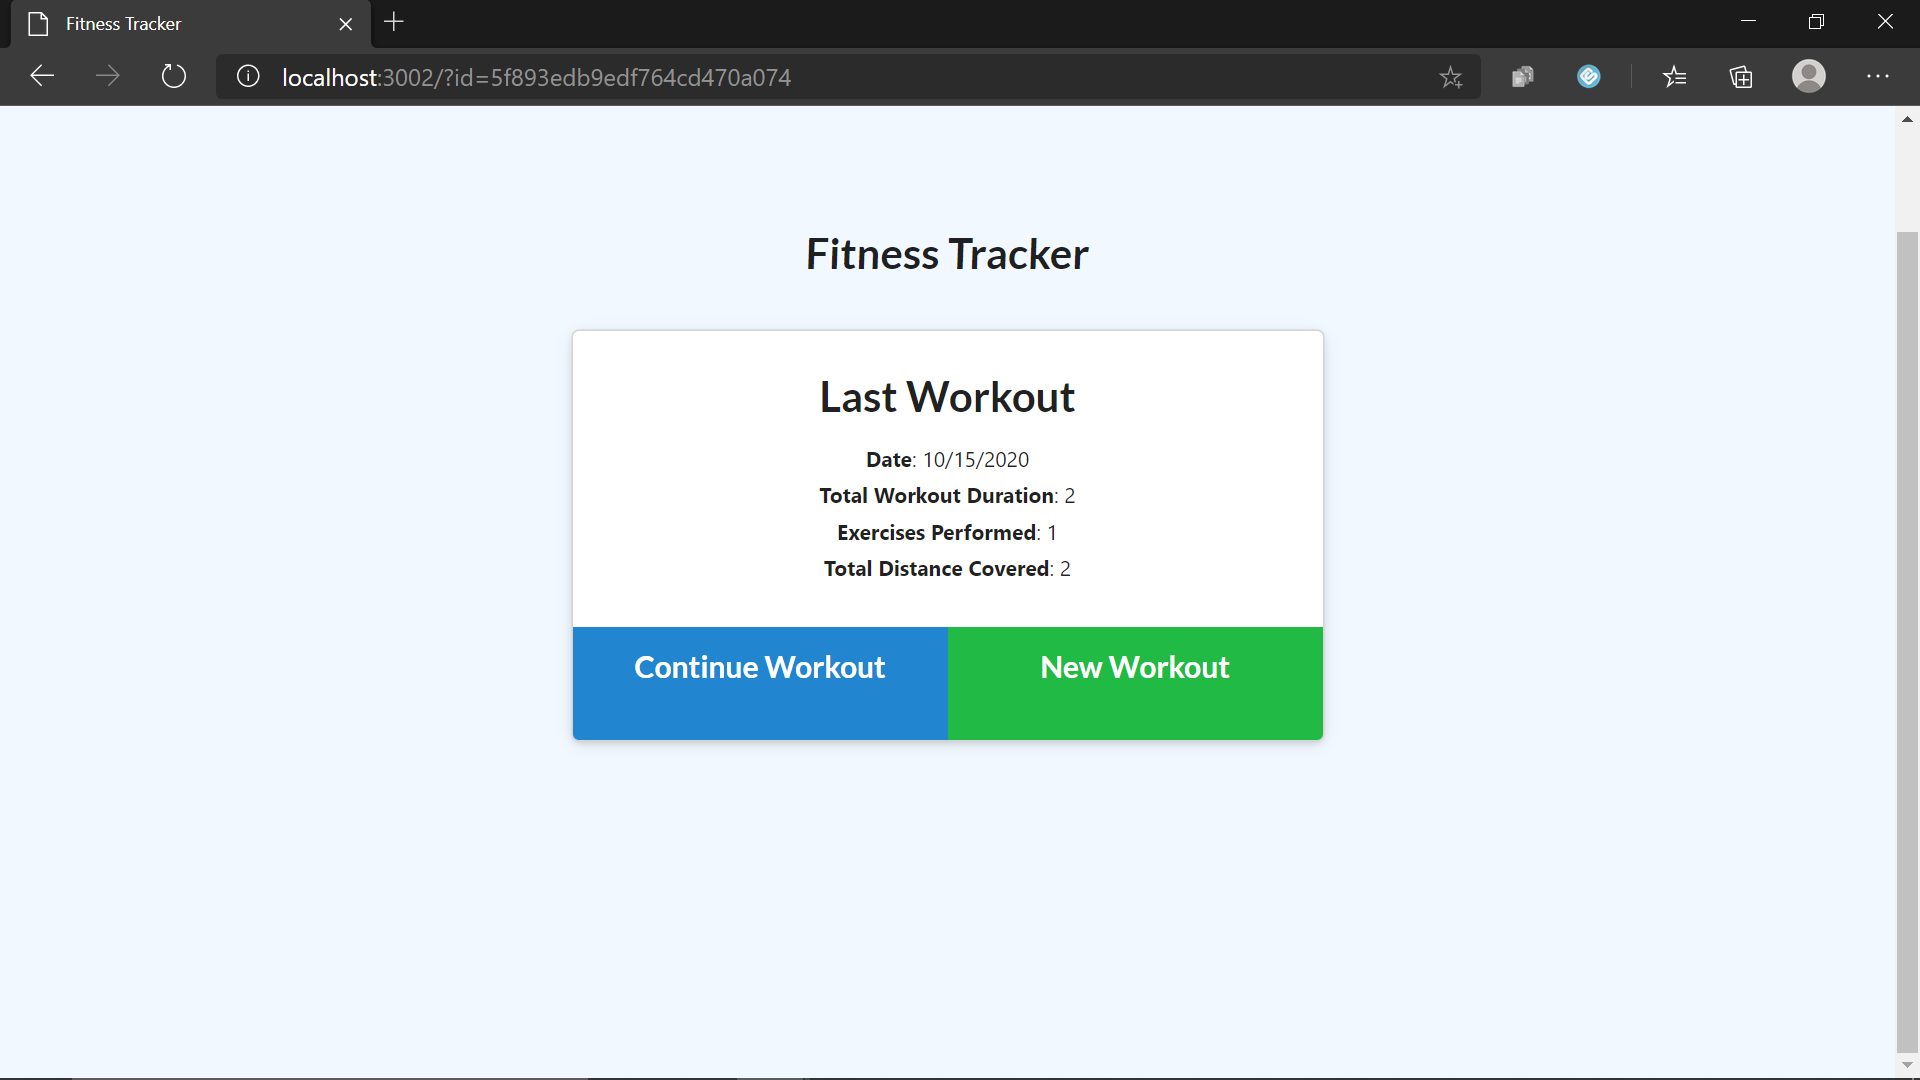 Fitness Tracker
localhost:3002/?id=5f893edb9edf764cd470a074
Fitness Tracker
Last Workout
Date: 10/15/2020
Total Workout Duration: 2
Exercises Performed: 1
Total Distance Covered: 2
Continue Workout
New Workout